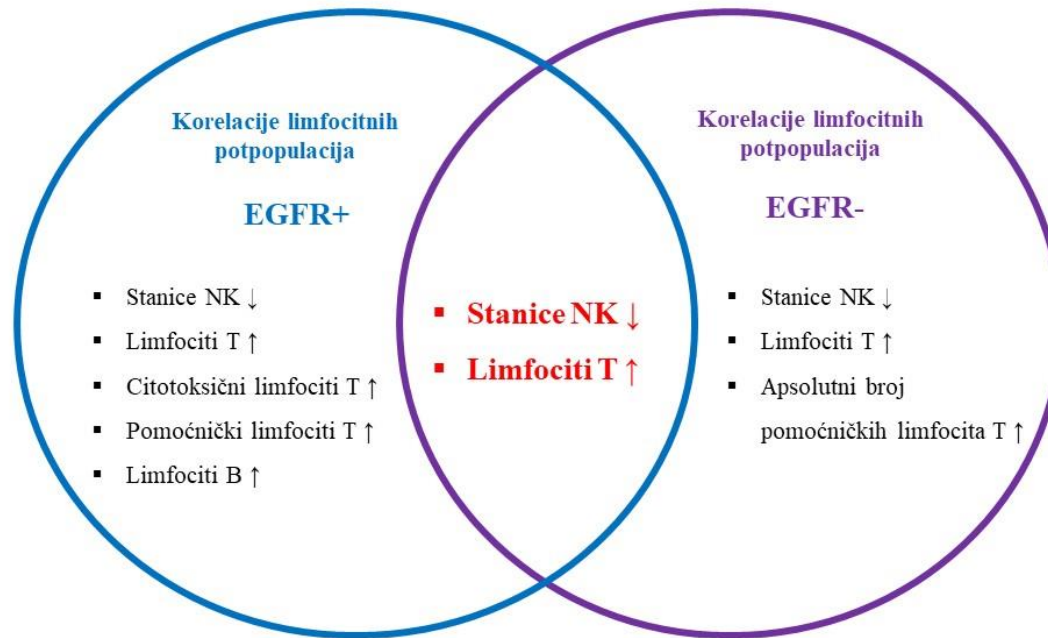 Korelacije limfocitnih
potpopulacija
EGFR+
▪ Stanice NK ↓
▪ Limfociti T ↑
▪ Citotoksični limfociti T ↑
▪ Pomoćnički limfociti T ↑
▪ Limfociti B ↑
▪ Stanice NK ↓
▪ Limfociti T ↑
Korelacije limfocitnih
potpopulacija
EGFR-
▪ Stanice NK ↓
▪ Limfociti T ↑
▪ Apsolutni broj
pomoćničkih limfocita T ↑